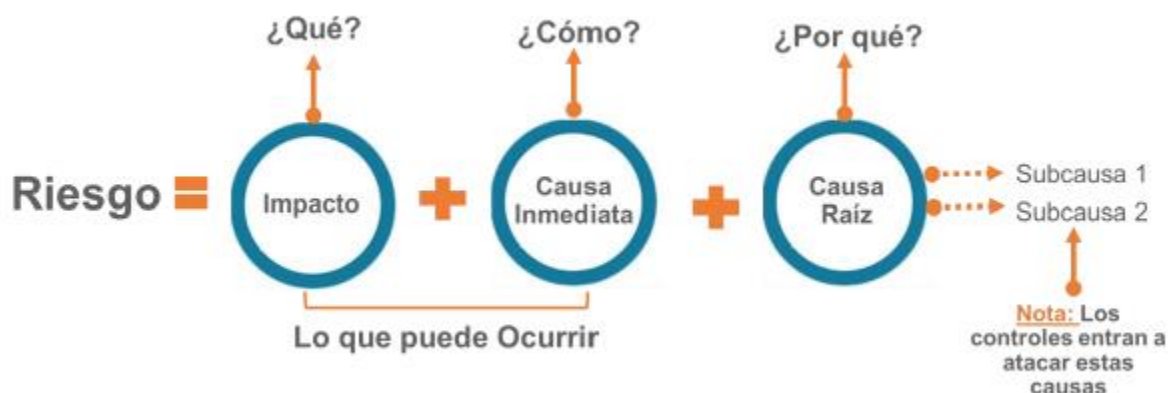 ¿Qué?
¿Cómo?
¿Por qué?
Riesgo =
Impacto
+
Causa
Inmediata
+
Causa
Raíz
Subcausa 1
Subcausa 2
Lo que puede Ocurrir
Nota: Los
controles entran a
atacar estas
causas